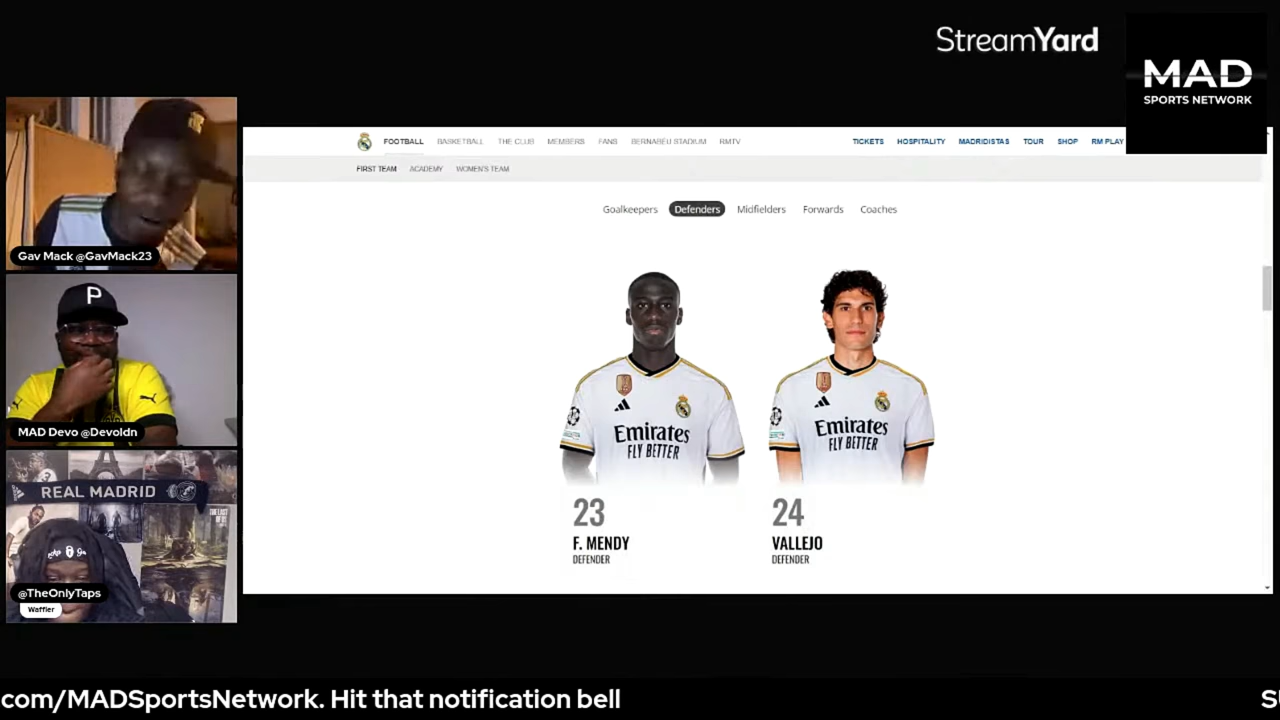 StreamYard
MAD
SPORTS NETWORK
FOOTBALL BASKETBALL THE CLUB MEMBERS FANS BERNABÉU STADIUM RMTV TICKETS HOSPITALITY MADRIDISTAS TOUR SHOP RM PLAY
FIRST TEAM ACADEMY WOMEN'S TEAM
Goalkeepers Defenders Midfielders Forwards Coaches
Gav Mack @GavMack23
P
MAD Devo @Devoldn
REAL MADRID
@TheOnlyTaps
Waffler
Emirates
FLY BETTER
Emirates
FLY BETTER
23
F. MENDY
DEFENDER
24
VALLEJO
DEFENDER
com/MADSportsNetwork. Hit that notification bell